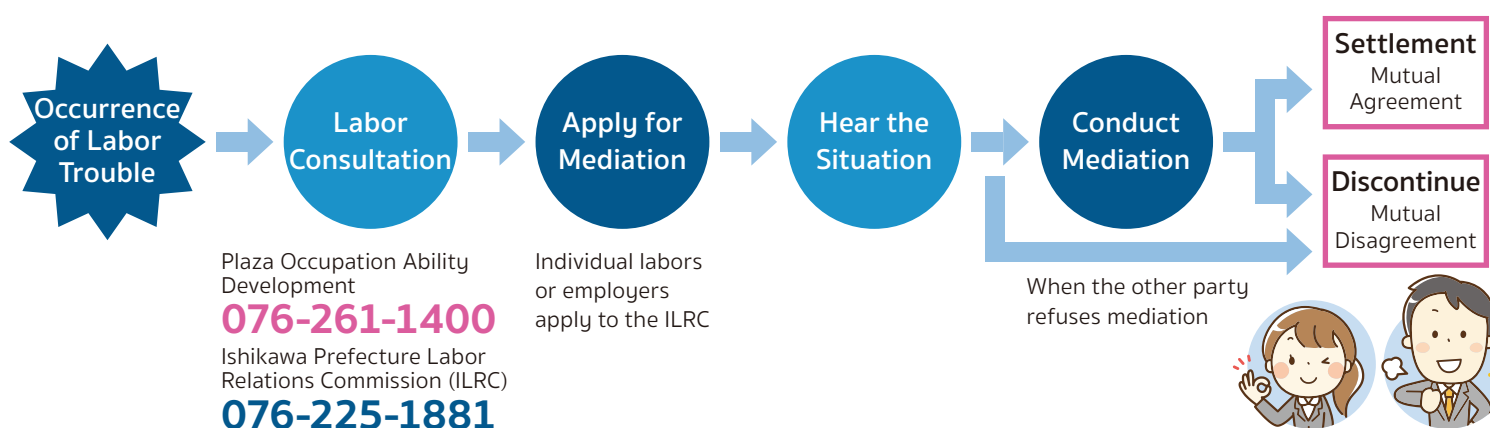 Occurrence
of Labor
Trouble
Labor
Consultation
Plaza Occupation Ability
Development
076-261-1400
Ishikawa Prefecture Labor
Relations Commission (ILRC)
076-225-1881
Apply for
Mediation
Individual labors
or employers
apply to the ILRC
Hear the
Situation
Conduct
Mediation
When the other party
refuses mediation
Settlement
Mutual
Agreement
Discontinue
Mutual
Disagreement